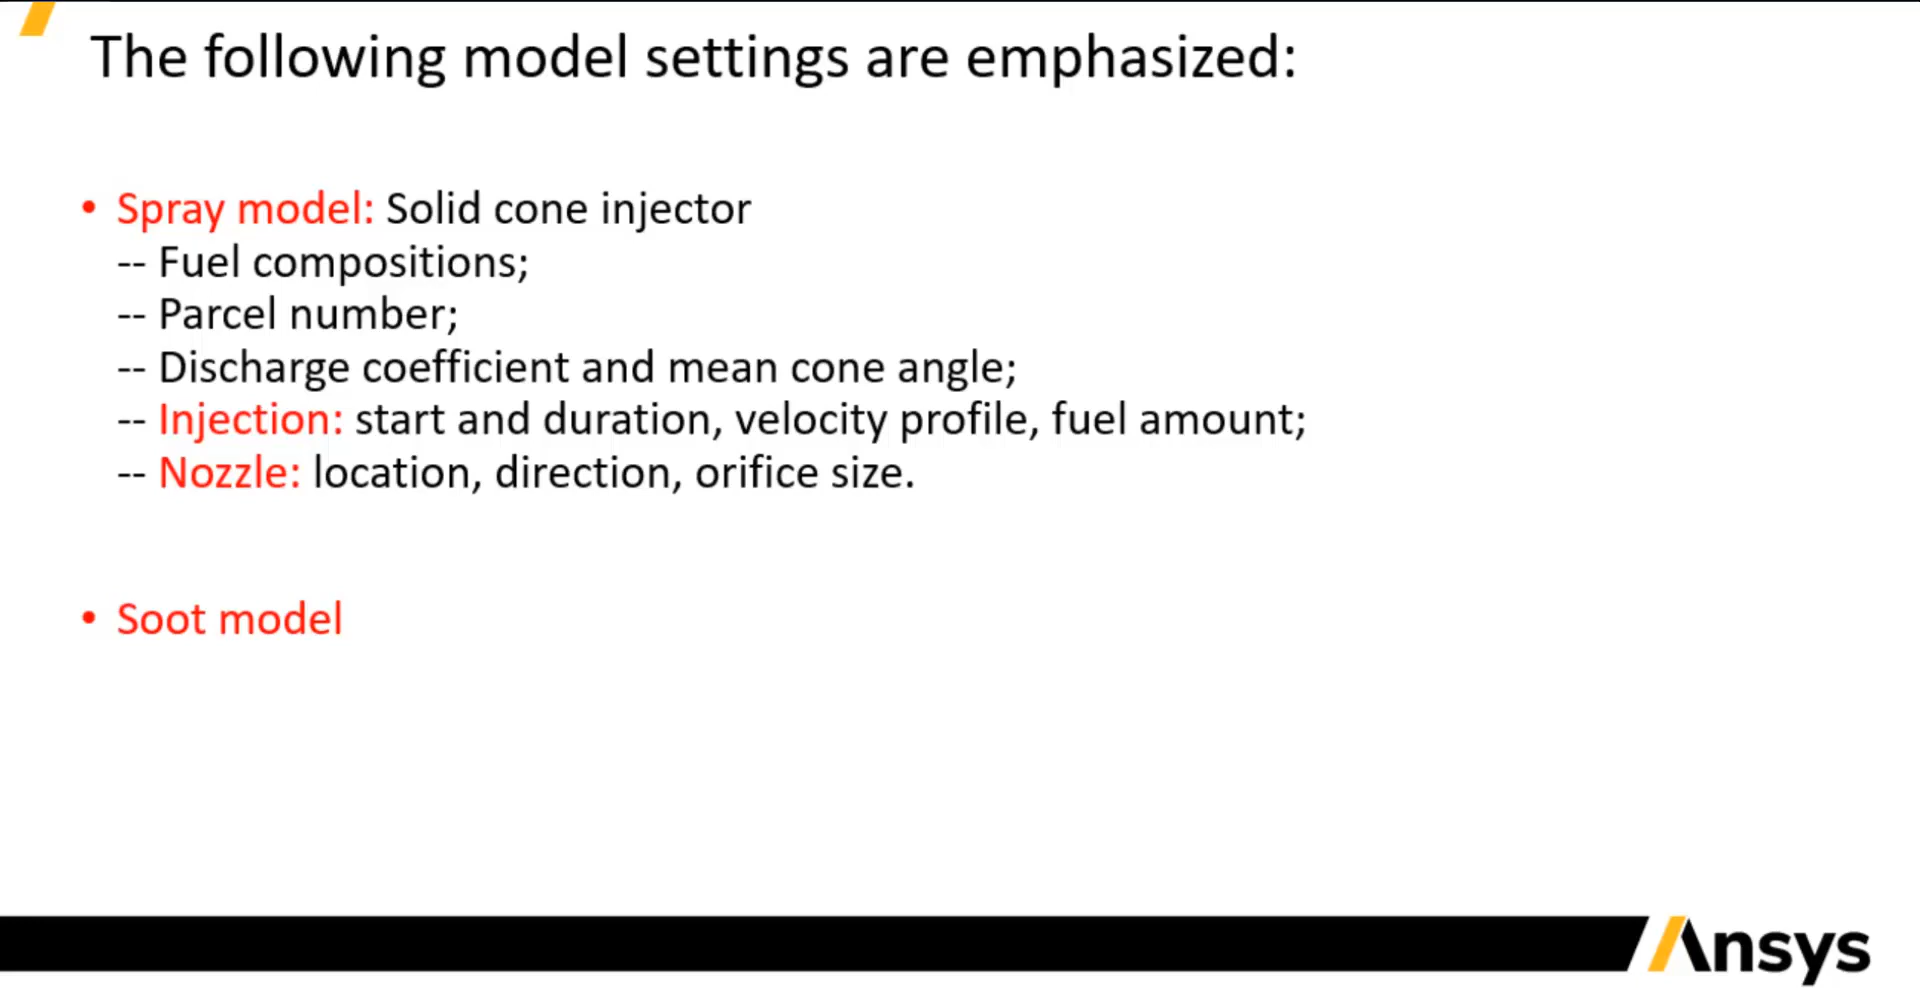 The following model settings are emphasized:
• Spray model: Solid cone injector
-- Fuel compositions;
-- Parcel number;
-- Discharge coefficient and mean cone angle;
-- Injection: start and duration, velocity profile, fuel amount;
-- Nozzle: location, direction, orifice size.
• Soot model
Ansys